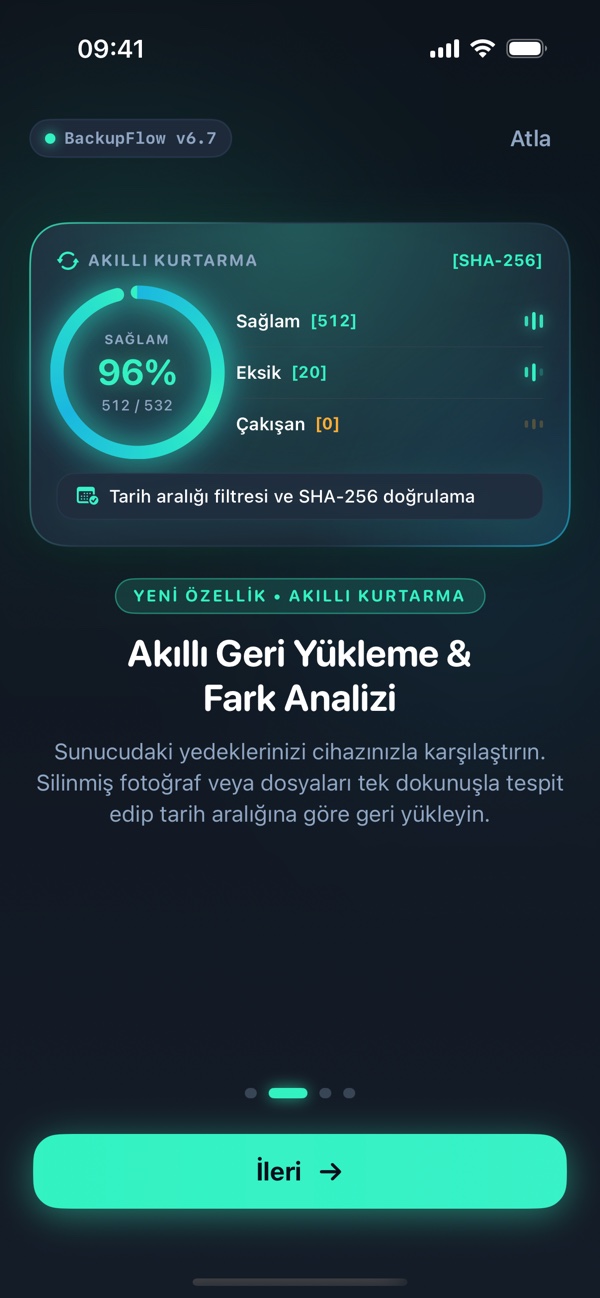 09:41
BackupFlow v6.7
Atla
AKILLI KURTARMA
[SHA-256]
SAĞLAM
96%
512 / 532
Sağlam [512]
Eksik [20]
Çakışan [0]
Tarih aralığı filtresi ve SHA-256 doğrulama
YENİ ÖZELLİK • AKILLI KURTARMA
Akıllı Geri Yükleme &
Fark Analizi
Sunucudaki yedeklerinizi cihazınızla karşılaştırın.
Silinmiş fotoğraf veya dosyaları tek dokunuşla tespit
edip tarih aralığına göre geri yükleyin.
İleri →